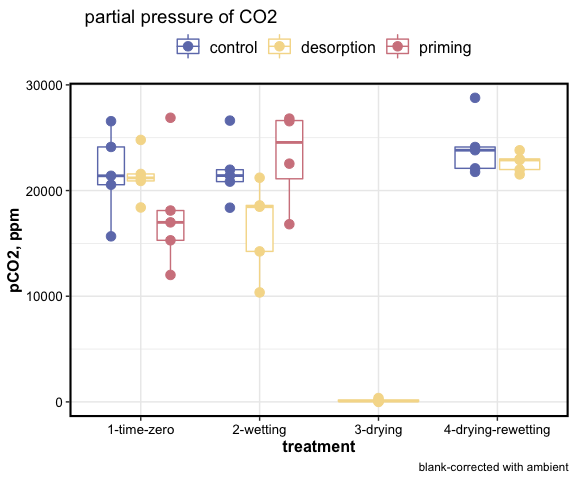 partial pressure of CO2
control desorption priming
30000
20000
10000
0
pCO2, ppm
1-time-zero 2-wetting 3-drying 4-drying-rewetting
treatment
blank-corrected with ambient